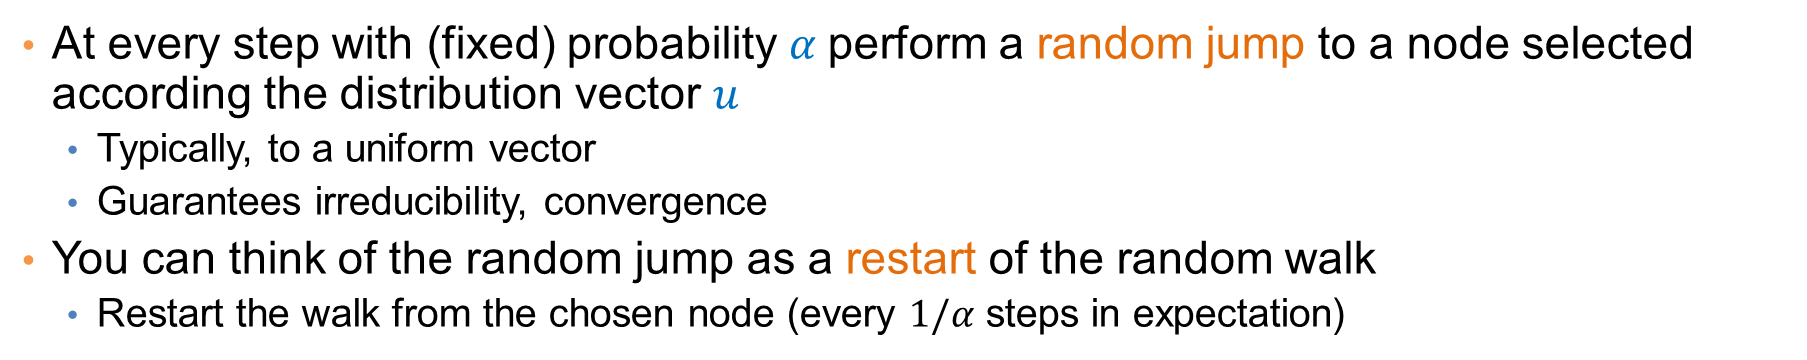 • At every step with (fixed) probability α perform a random jump to a node selected
according the distribution vector u
• Typically, to a uniform vector
• Guarantees irreducibility, convergence
• You can think of the random jump as a restart of the random walk
• Restart the walk from the chosen node (every 1/α steps in expectation)